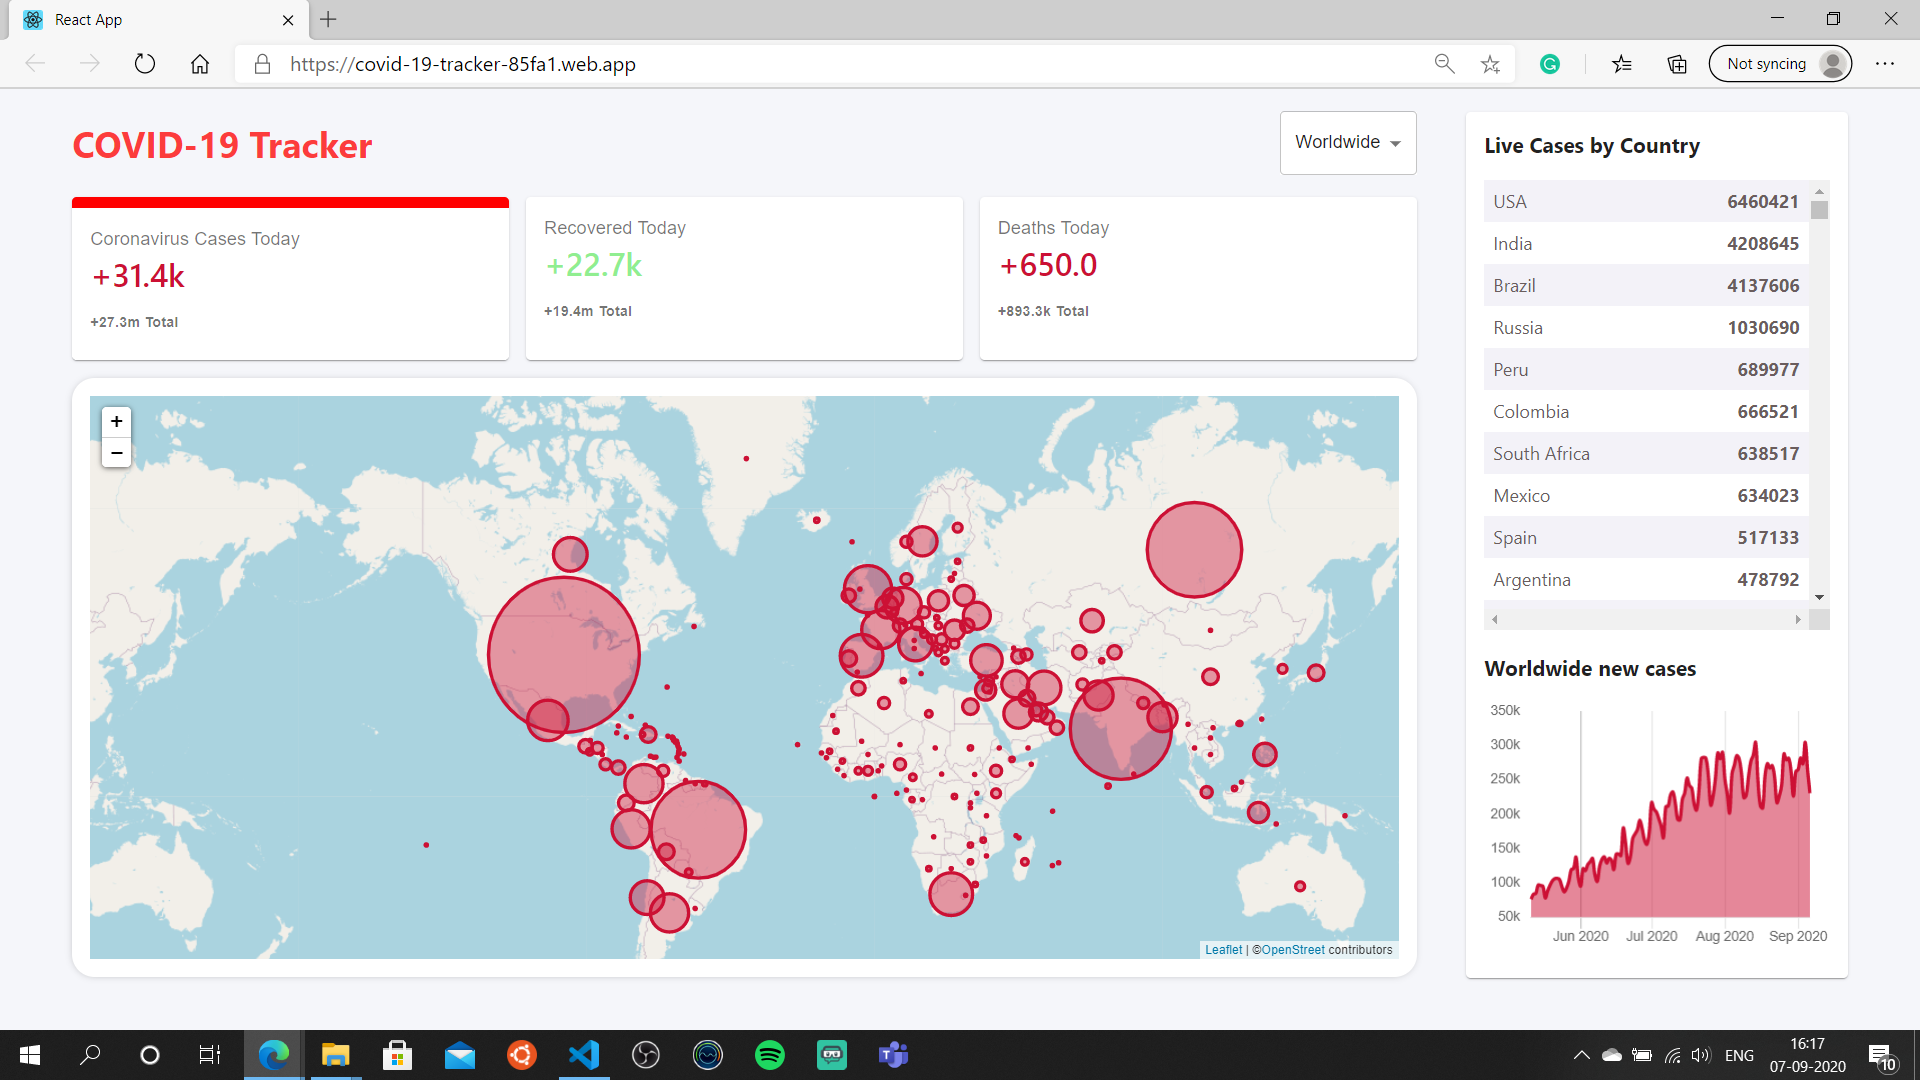 React App
https://covid-19-tracker-85fa1.web.app
Not syncing
COVID-19 Tracker
Worldwide
Coronavirus Cases Today
+31.4k
+27.3m Total
Recovered Today
+22.7k
+19.4m Total
Deaths Today
+650.0
+893.3k Total
+
−
Leaflet | ©OpenStreet contributors
Live Cases by Country
USA 6460421
India 4208645
Brazil 4137606
Russia 1030690
Peru 689977
Colombia 666521
South Africa 638517
Mexico 634023
Spain 517133
Argentina 478792
Worldwide new cases
350k
300k
250k
200k
150k
100k
50k
Jun 2020 Jul 2020 Aug 2020 Sep 2020
ENG
16:17
07-09-2020
10